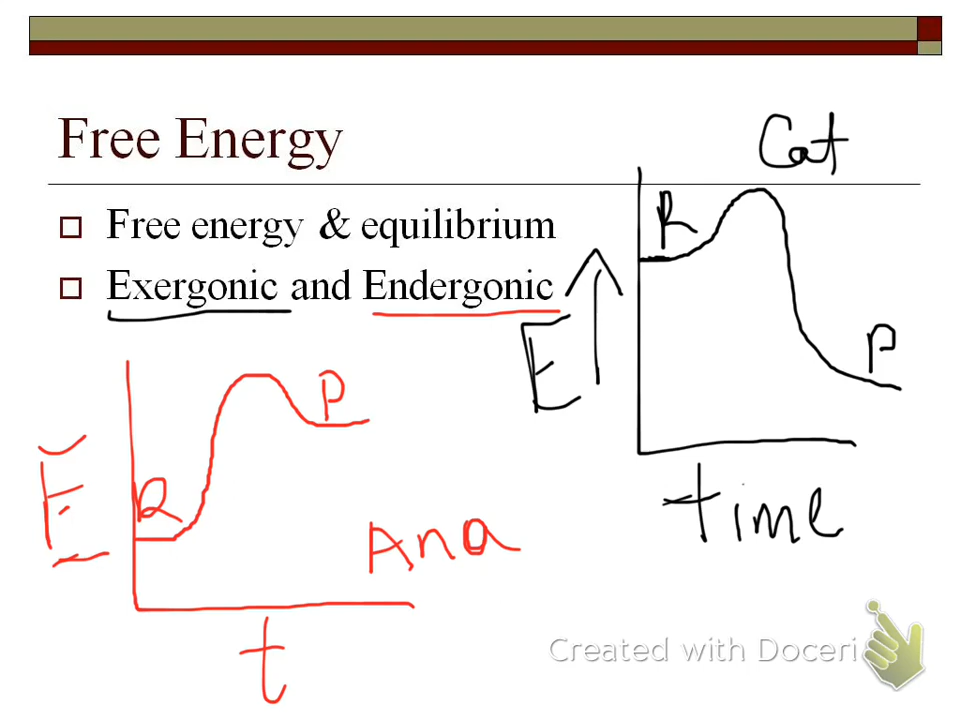 Free Energy
Free energy & equilibrium
Exergonic and Endergonic
Cat
R
E
P
time
P
E
R
Ana
t
Created with Doceri